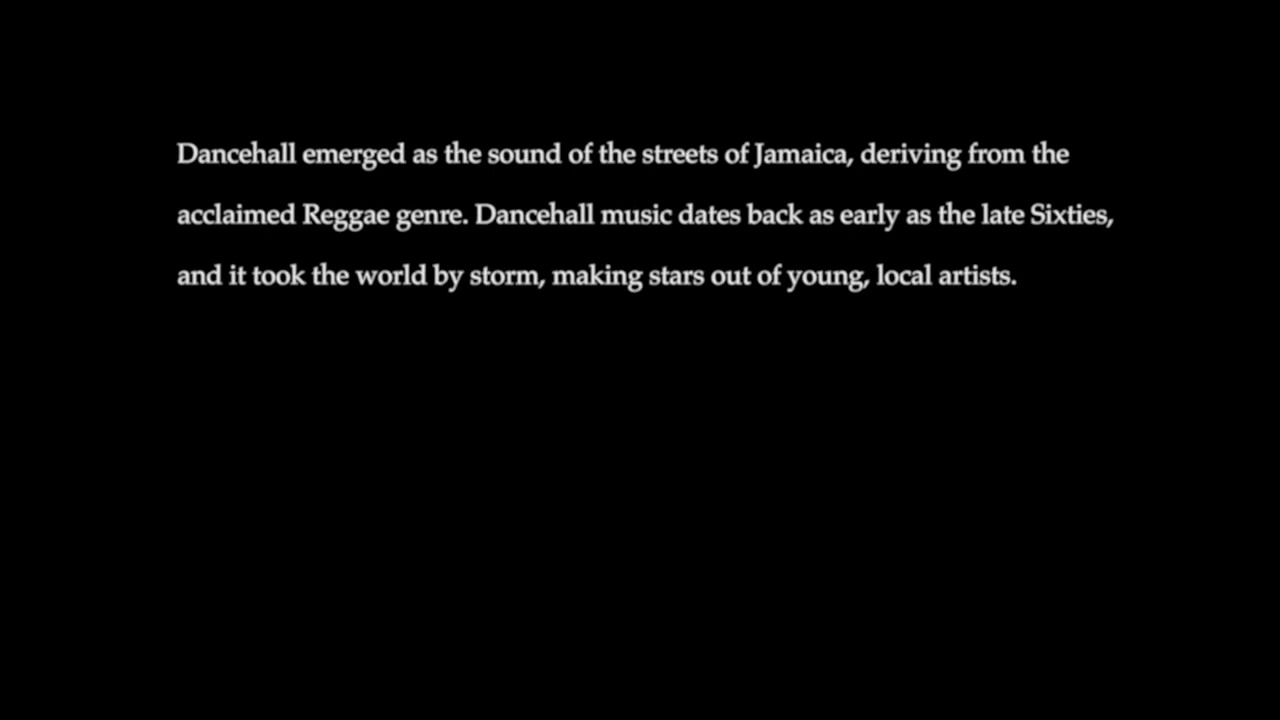 Dancehall emerged as the sound of the streets of Jamaica, deriving from the
acclaimed Reggae genre. Dancehall music dates back as early as the late Sixties,
and it took the world by storm, making stars out of young, local artists.